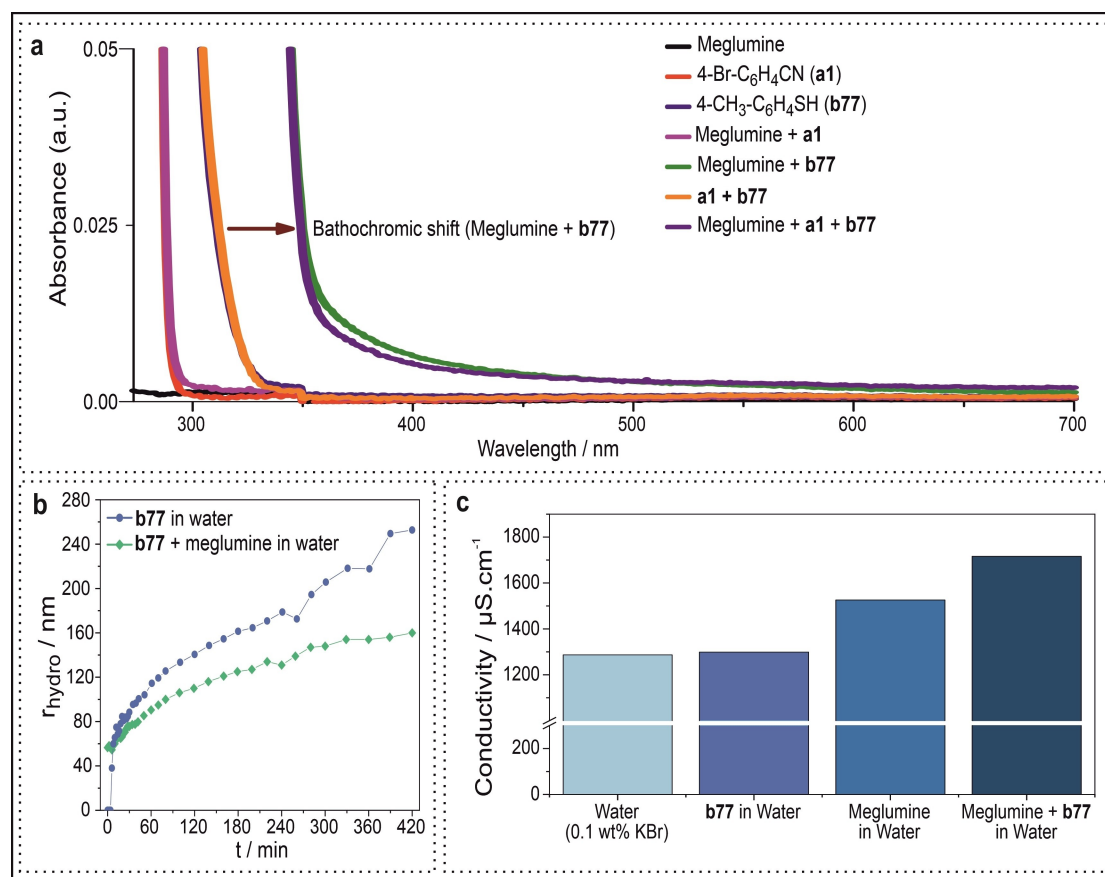 a
0.05
0.025
0.00
Absorbance (a.u.)
Meglumine
4-Br-C₆H₄CN (a1)
4-CH₃-C₆H₄SH (b77)
Meglumine + a1
Meglumine + b77
a1 + b77
Meglumine + a1 + b77
Bathochromic shift (Meglumine + b77)
300 400 500 600 700
Wavelength / nm
b
280
240
200
160
120
80
40
0
r_hydro / nm
b77 in water
b77 + meglumine in water
0 60 120 180 240 300 360 420
t / min
c
1800
1600
1400
1200
200
0
Conductivity / µS.cm⁻¹
Water
(0.1 wt% KBr)
b77 in Water
Meglumine
in Water
Meglumine + b77
in Water